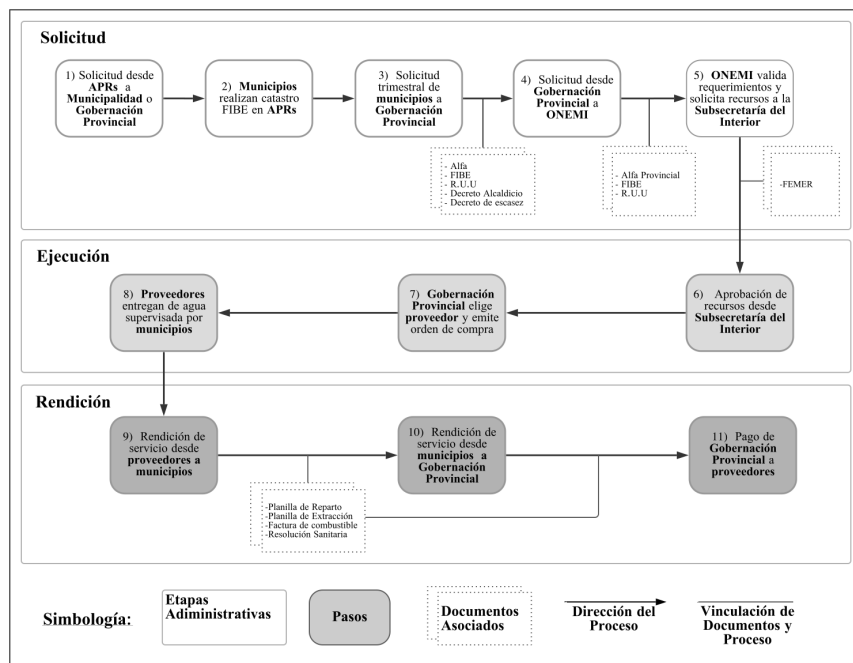 Solicitud
1) Solicitud desde
APRs a
Municipalidad o
Gobernación
Provincial
2) Municipios
realizan catastro
FIBE en APRs
3) Solicitud
trimestral de
municipios a
Gobernación
Provincial
4) Solicitud desde
Gobernación
Provincial a
ONEMI
5) ONEMI valida
requerimientos y
solicita recursos a la
Subsecretaría del
Interior
- Alfa
- FIBE
- R.U.U
- Decreto Alcaldicio
- Decreto de escasez
- Alfa Provincial
- FIBE
- R.U.U
-FEMER
Ejecución
8) Proveedores
entregan de agua
supervisada por
municipios
7) Gobernación
Provincial elige
proveedor y emite
orden de compra
6) Aprobación de
recursos desde
Subsecretaría del
Interior
Rendición
9) Rendición de
servicio desde
proveedores a
municipios
10) Rendición de
servicio desde
municipios a
Gobernación
Provincial
11) Pago de
Gobernación
Provincial a
proveedores
-Planilla de Reparto
-Planilla de Extracción
-Factura de combustible
-Resolución Sanitaria
Simbología:
Etapas
Adiministrativas
Pasos
Documentos
Asociados
Dirección del
Proceso
Vinculación de
Documentos y
Proceso